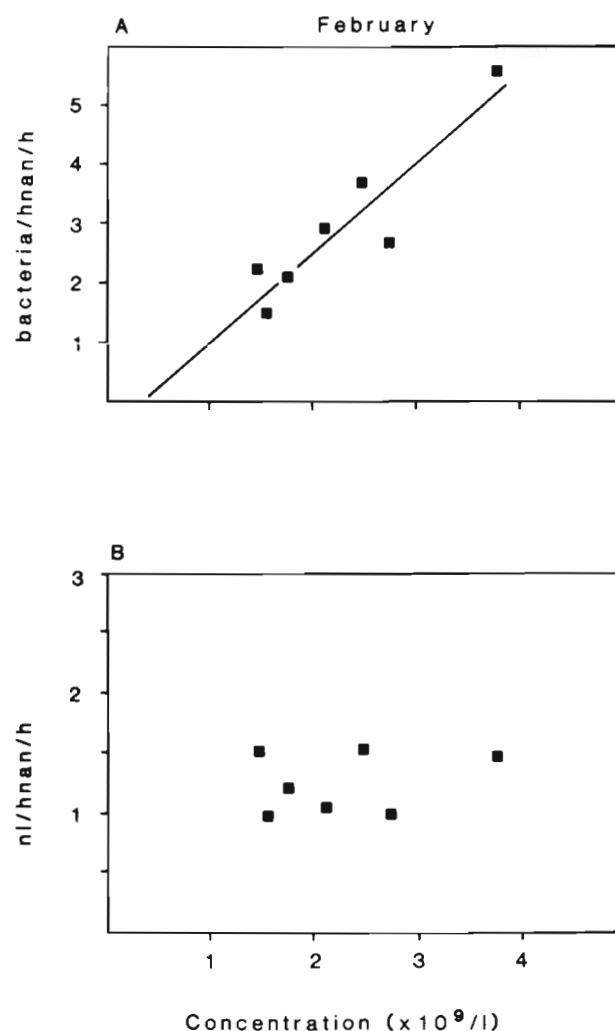 A February
5
4
3
2
1
bacteria/hnan/h
B
3
2
1
nl/hnan/h
1 2 3 4
Concentration (x10⁹/l)